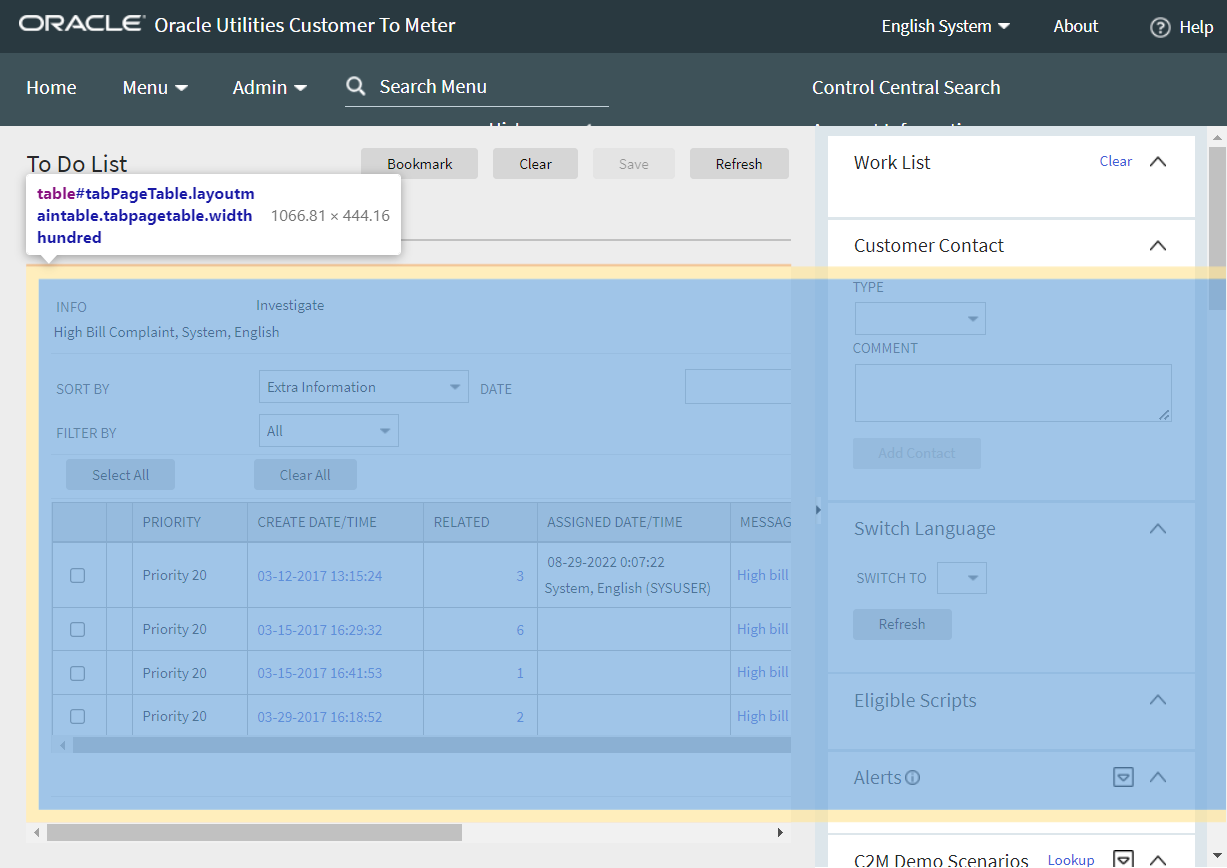 ORACLE Oracle Utilities Customer To Meter
English System
About
Help
Home
Menu
Admin
Search Menu
Control Central Search
To Do List
Bookmark
Clear
Save
Refresh
table#tabPageTable.layoutm
aintable.tabpagetable.width
hundred
1066.81 × 444.16
INFO
Investigate
High Bill Complaint, System, English
SORT BY
Extra Information
DATE
FILTER BY
All
Select All
Clear All
PRIORITY CREATE DATE/TIME RELATED ASSIGNED DATE/TIME MESSAG
Priority 20 03-12-2017 13:15:24 3 08-29-2022 0:07:22 System, English (SYSUSER) High bill
Priority 20 03-15-2017 16:29:32 6 High bill
Priority 20 03-15-2017 16:41:53 1 High bill
Priority 20 03-29-2017 16:18:52 2 High bill
Work List
Clear
Customer Contact
TYPE
COMMENT
Add Contact
Switch Language
SWITCH TO
Refresh
Eligible Scripts
Alerts
C2M Demo Scenarios
Lookup